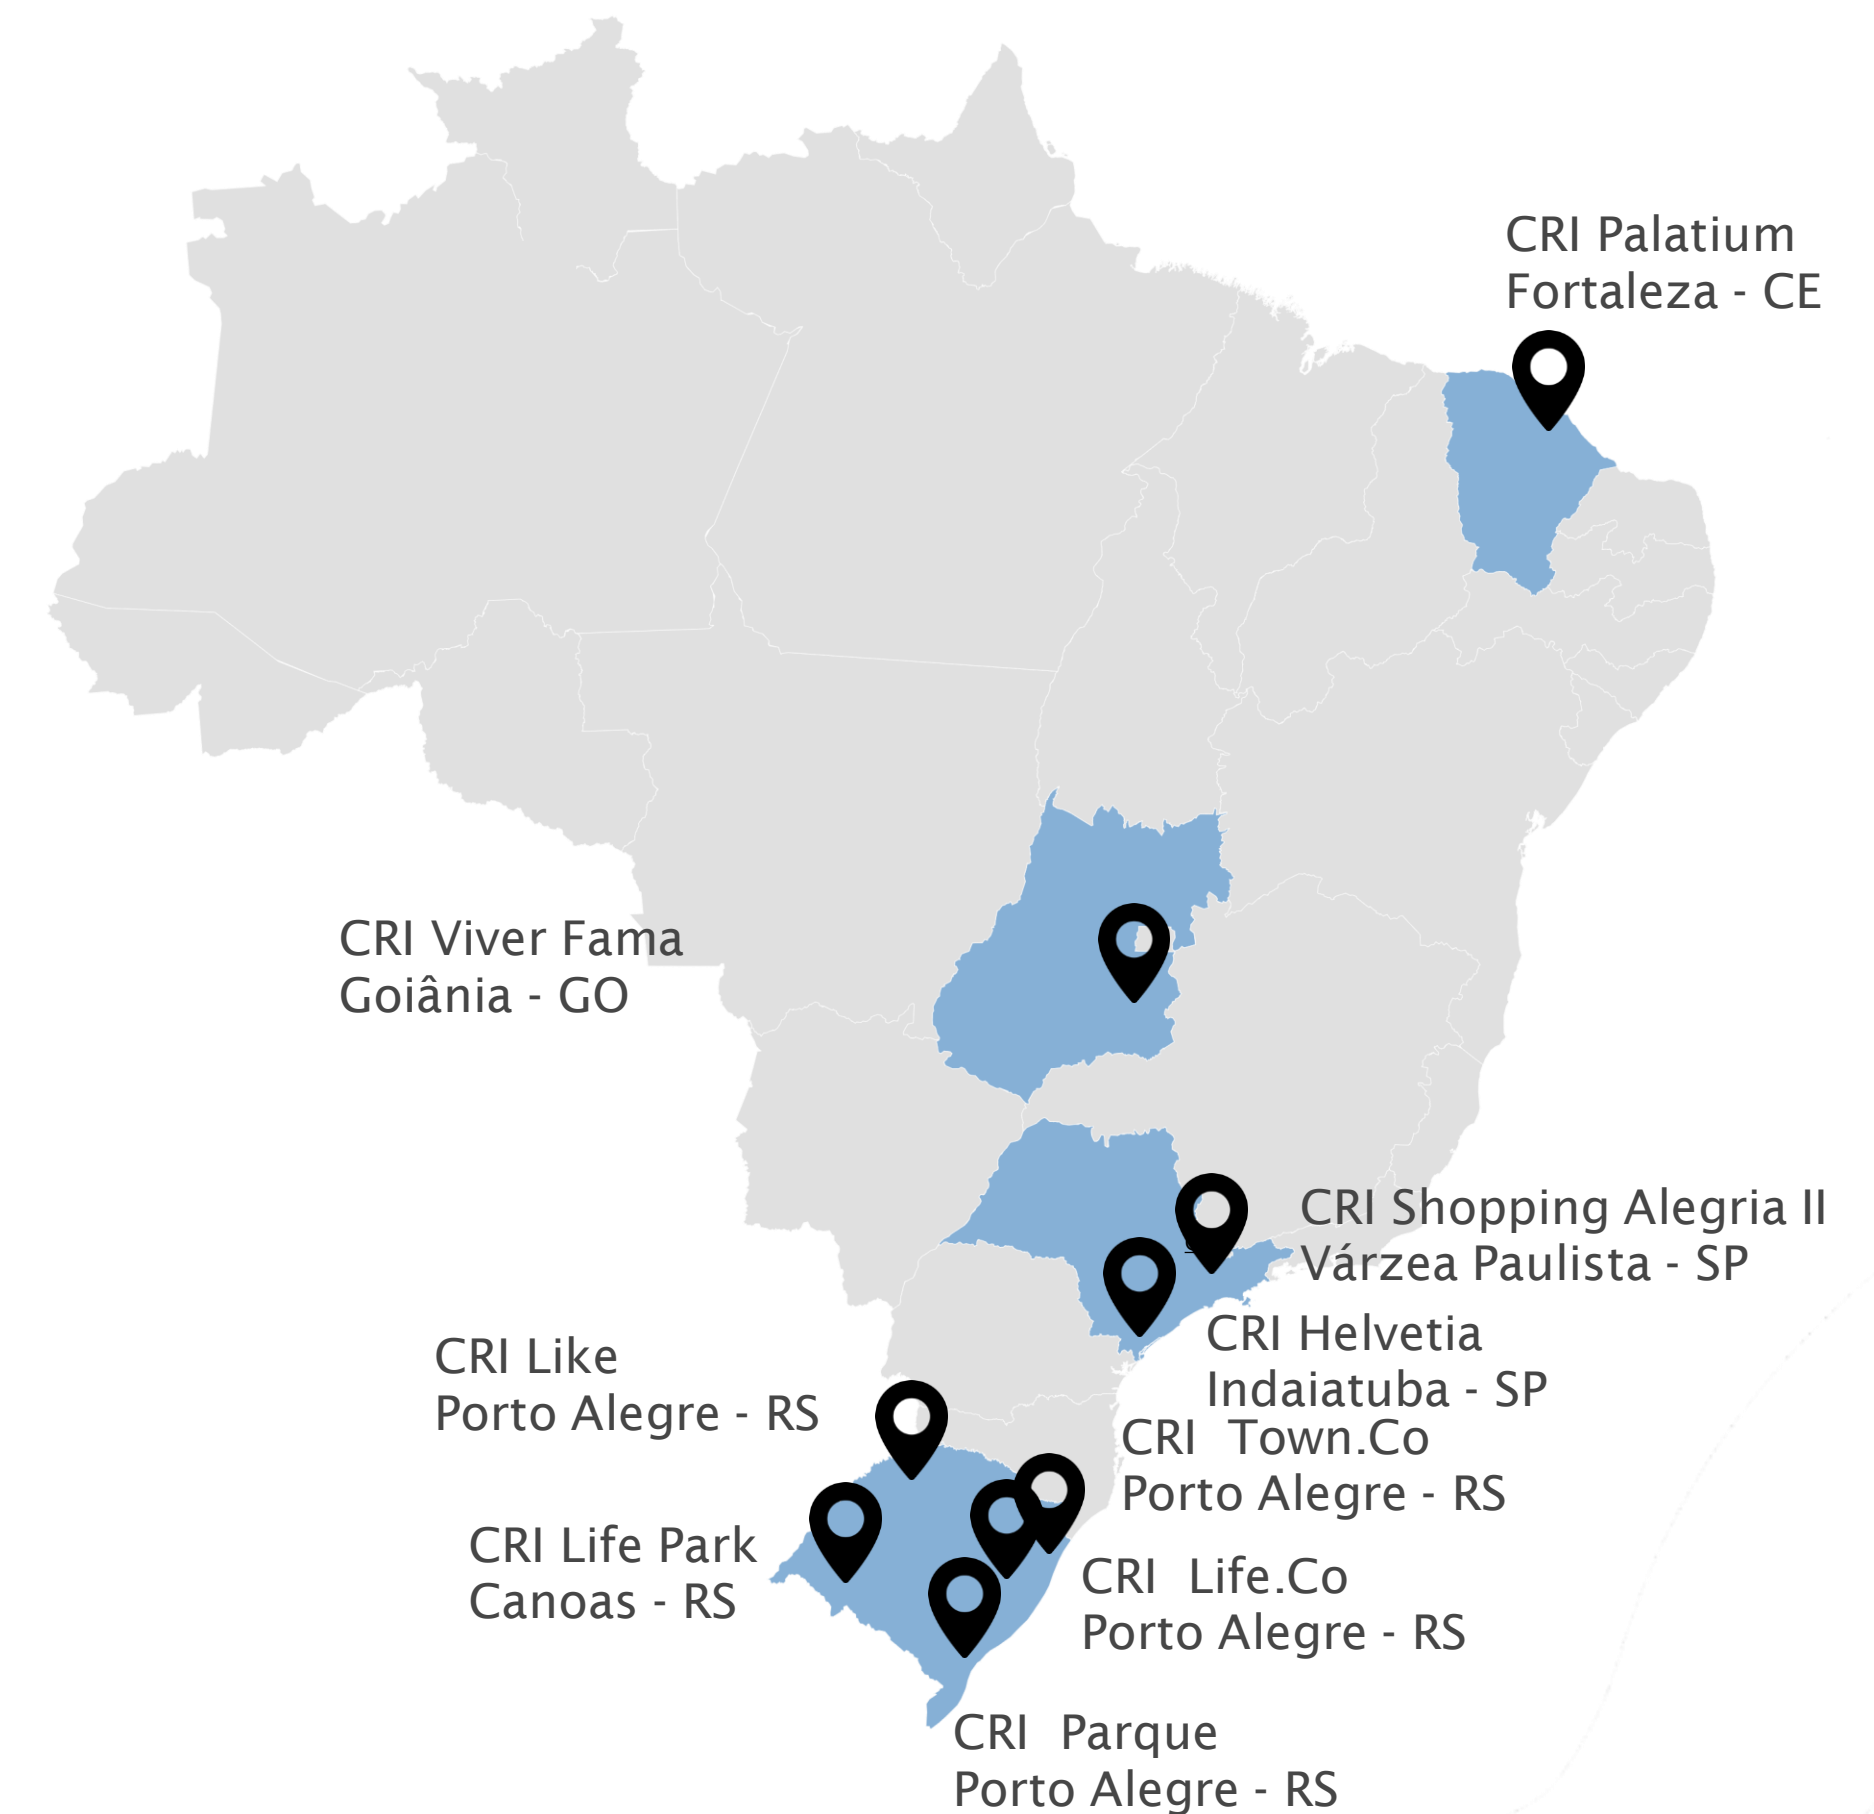 CRI Palatium
Fortaleza - CE
CRI Viver Fama
Goiânia - GO
CRI Shopping Alegria II
Várzea Paulista - SP
CRI Helvetia
Indaiatuba - SP
CRI Like
Porto Alegre - RS
CRI Town.Co
Porto Alegre - RS
CRI Life Park
Canoas - RS
CRI Life.Co
Porto Alegre - RS
CRI Parque
Porto Alegre - RS